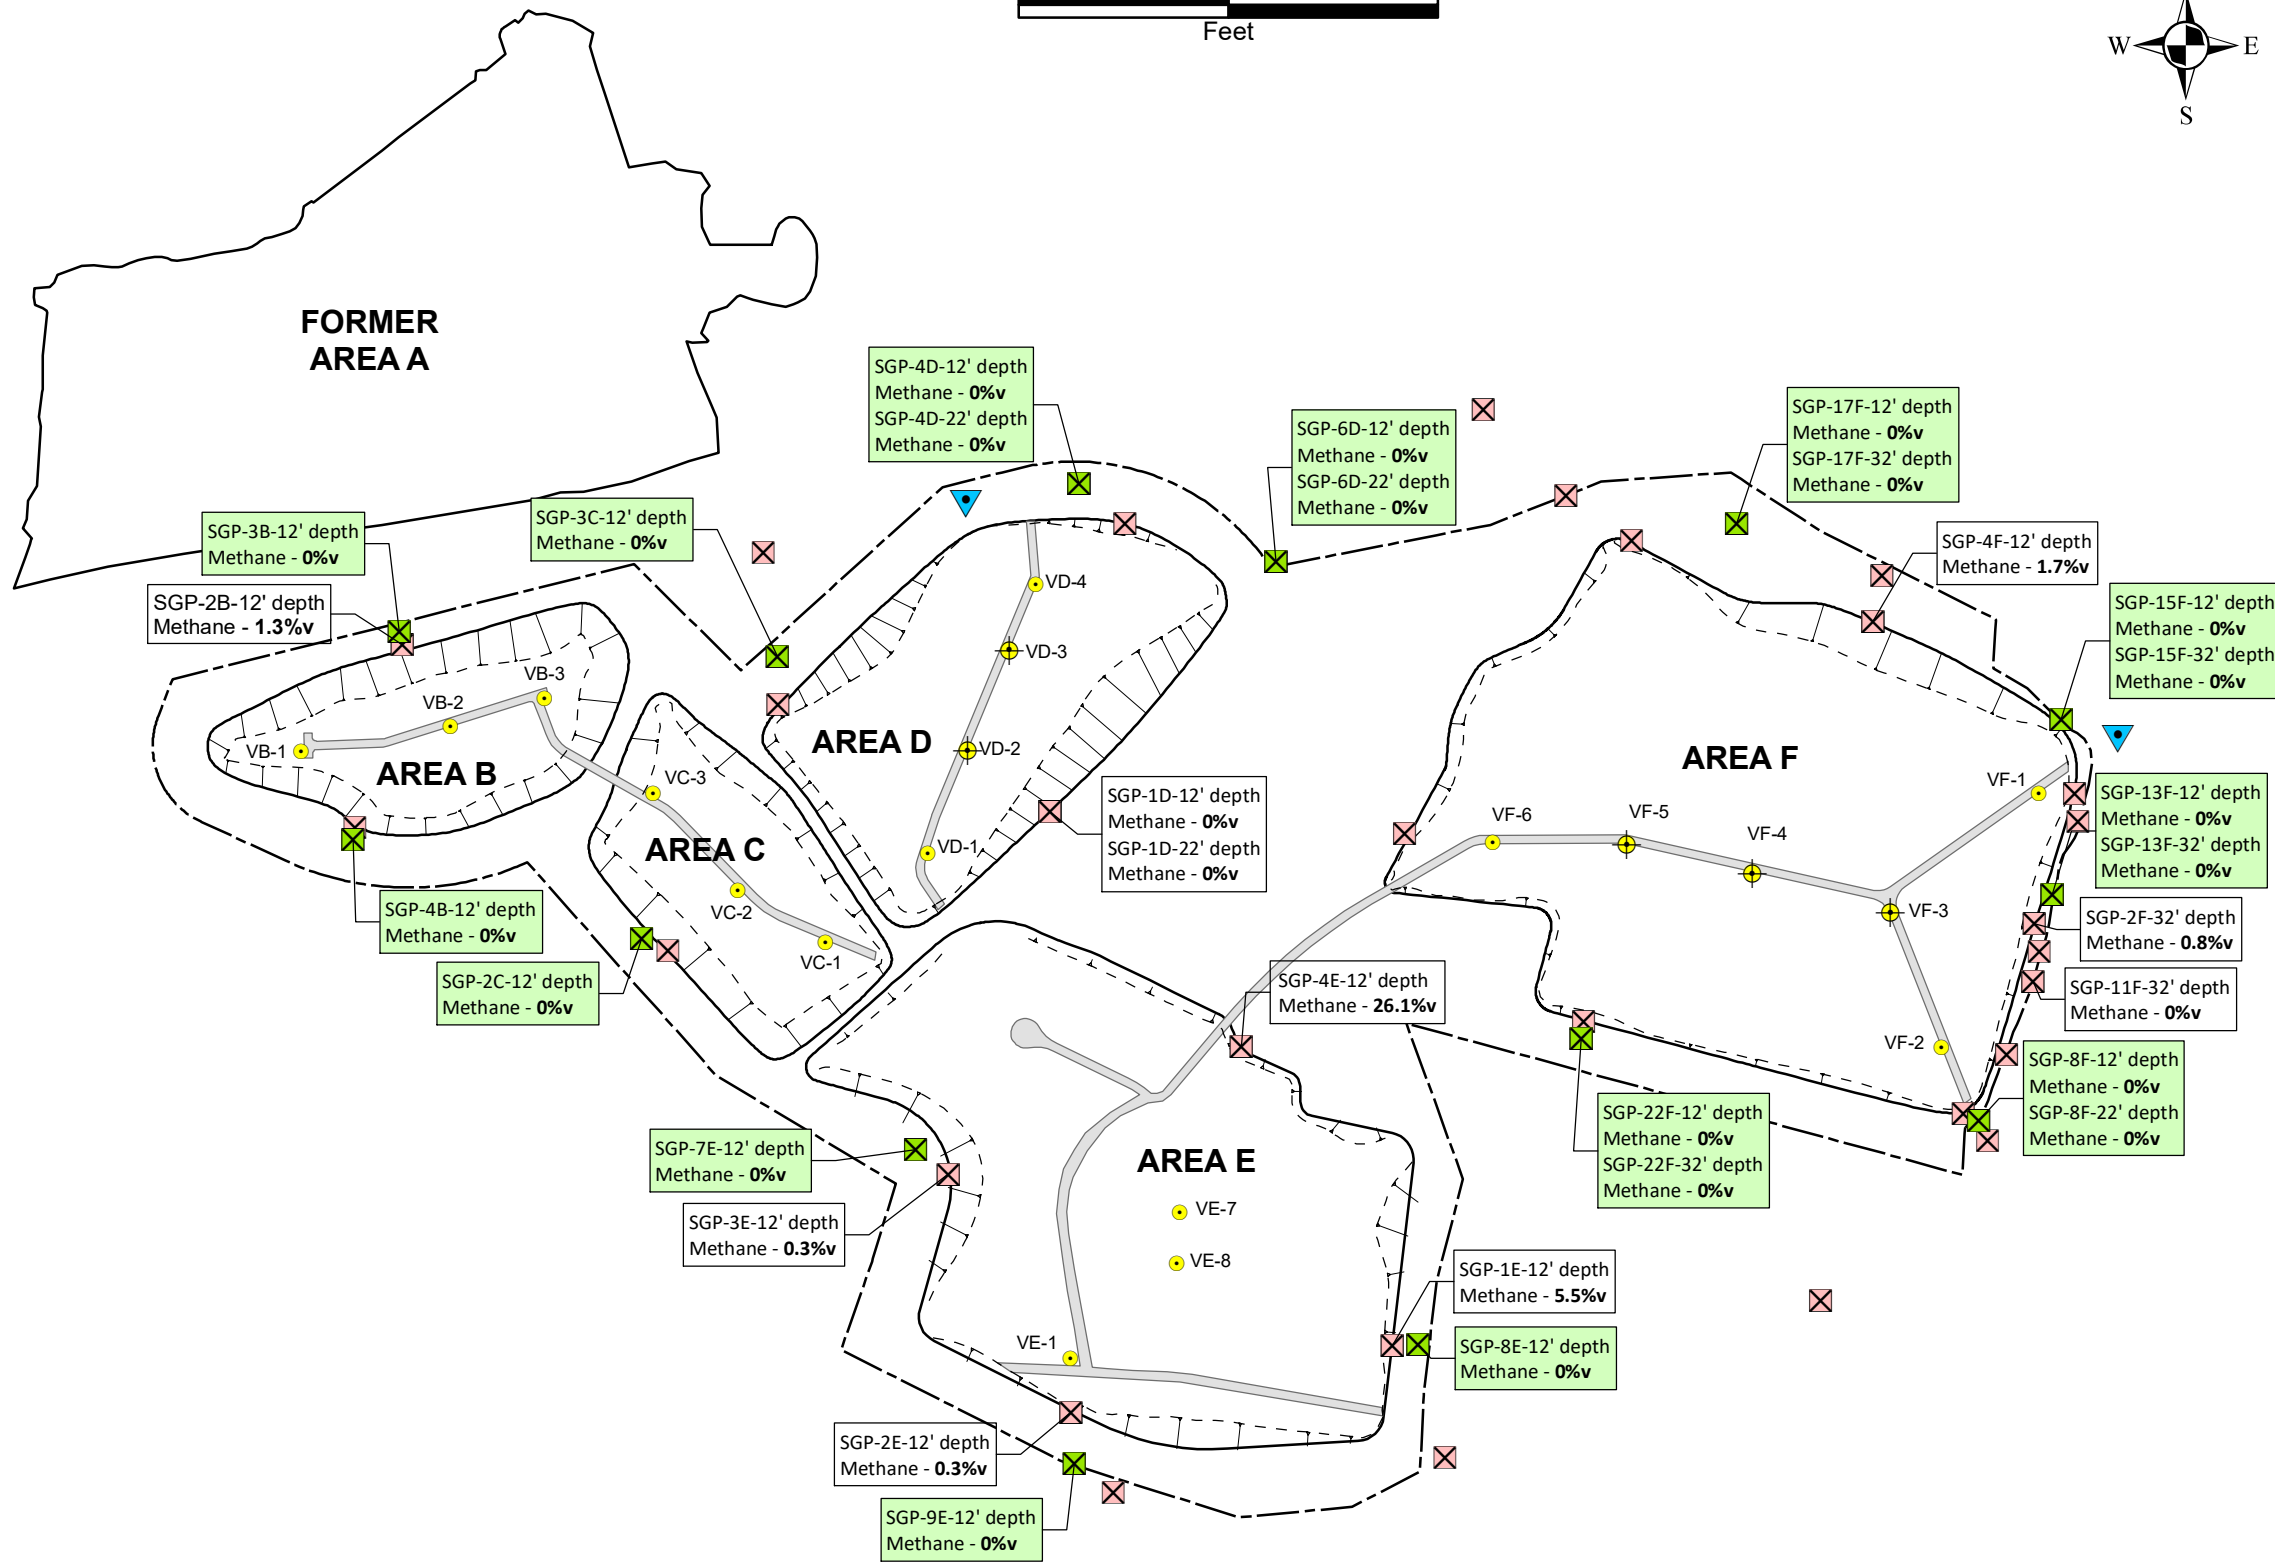 Feet
W
E
S
FORMER
AREA A
SGP-4D-12' depth
Methane - 0%v
SGP-4D-22' depth
Methane - 0%v
SGP-6D-12' depth
Methane - 0%v
SGP-6D-22' depth
Methane - 0%v
SGP-17F-12' depth
Methane - 0%v
SGP-17F-32' depth
Methane - 0%v
SGP-3B-12' depth
Methane - 0%v
SGP-3C-12' depth
Methane - 0%v
SGP-4F-12' depth
Methane - 1.7%v
SGP-2B-12' depth
Methane - 1.3%v
SGP-15F-12' depth
Methane - 0%v
SGP-15F-32' depth
Methane - 0%v
VD-4
VD-3
VB-3
VB-2
VB-1
AREA B
AREA D
VD-2
AREA F
VC-3
VF-1
SGP-1D-12' depth
Methane - 0%v
SGP-1D-22' depth
Methane - 0%v
SGP-13F-12' depth
Methane - 0%v
SGP-13F-32' depth
Methane - 0%v
VF-6
VF-5
VF-4
AREA C
VD-1
VC-2
VF-3
SGP-4B-12' depth
Methane - 0%v
SGP-2F-32' depth
Methane - 0.8%v
VC-1
SGP-2C-12' depth
Methane - 0%v
SGP-4E-12' depth
Methane - 26.1%v
SGP-11F-32' depth
Methane - 0%v
VF-2
SGP-8F-12' depth
Methane - 0%v
SGP-8F-22' depth
Methane - 0%v
SGP-22F-12' depth
Methane - 0%v
SGP-22F-32' depth
Methane - 0%v
SGP-7E-12' depth
Methane - 0%v
AREA E
VE-7
SGP-3E-12' depth
Methane - 0.3%v
VE-8
SGP-1E-12' depth
Methane - 5.5%v
VE-1
SGP-8E-12' depth
Methane - 0%v
SGP-2E-12' depth
Methane - 0.3%v
SGP-9E-12' depth
Methane - 0%v